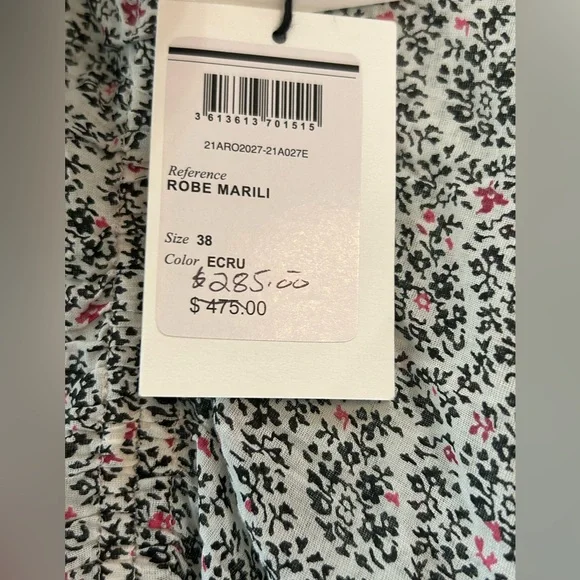 3 613613 701515
21ARO2027-21A027E
Reference
ROBE MARILI
Size 38
Color ECRU
$285.00
$ 475.00